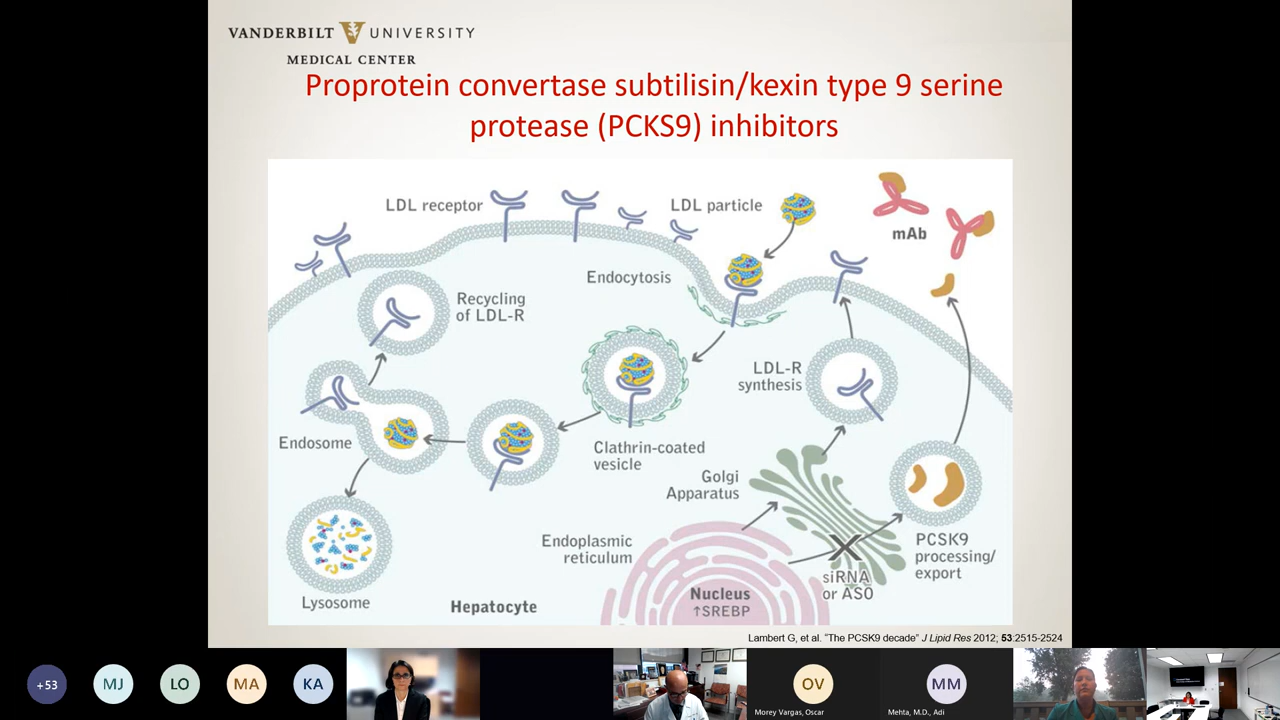 VANDERBILT UNIVERSITY
MEDICAL CENTER
Proprotein convertase subtilisin/kexin type 9 serine
protease (PCKS9) inhibitors
LDL receptor
LDL particle
mAb
Endocytosis
Recycling
of LDL-R
LDL-R
synthesis
Endosome
Clathrin-coated
vesicle
Golgi
Apparatus
Endoplasmic
reticulum
PCSK9
processing/
export
siRNA
or ASO
Lysosome
Hepatocyte
Nucleus
↑SREBP
Lambert G, et al. "The PCSK9 decade" J Lipid Res 2012; 53:2515-2524
+53
MJ
LO
MA
KA
OV
MM
Morey Vargas, Oscar
Mehta, M.D., Adi